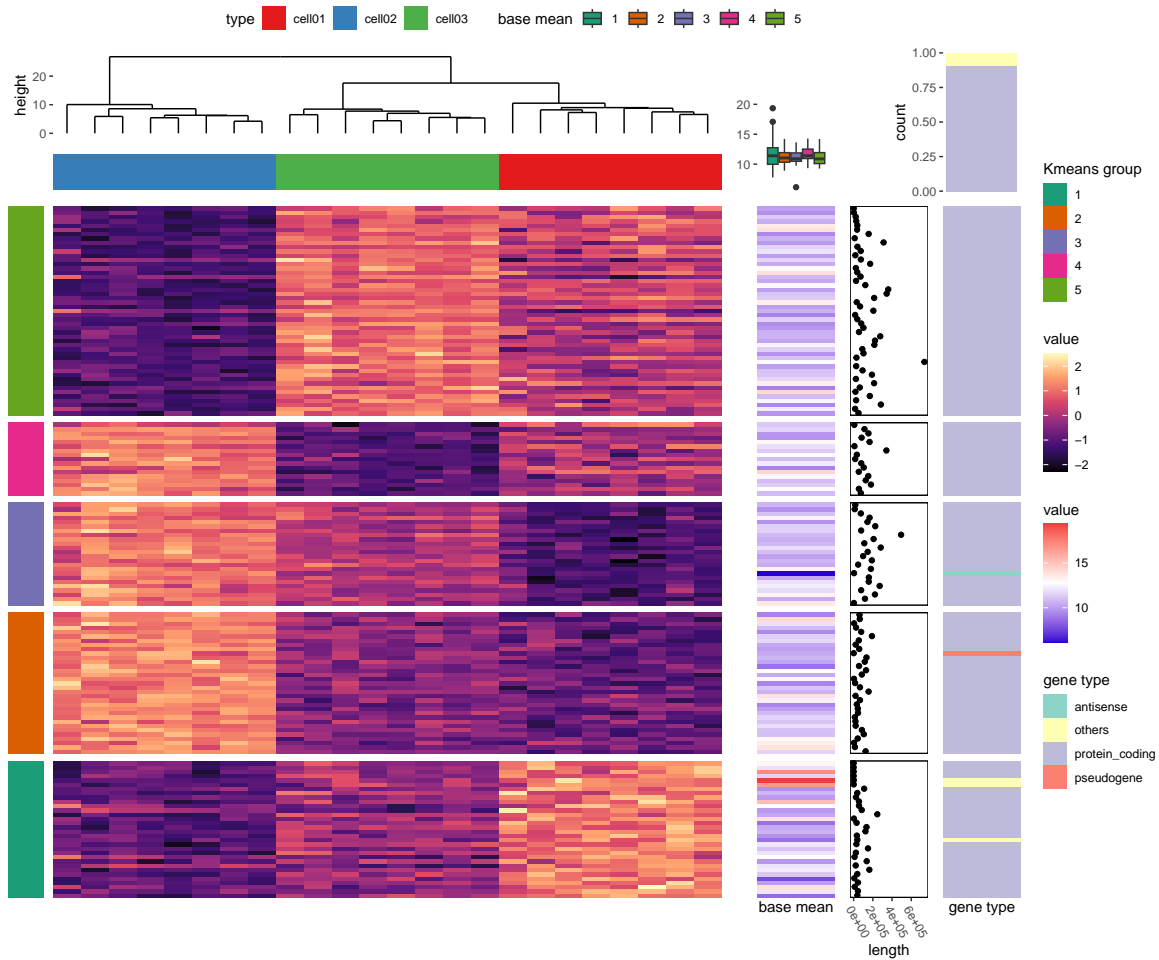 type cell01 cell02 cell03 base mean 1 2 3 4 5
height
20
10
0
20
15
10
count
1.00
0.75
0.50
0.25
0.00
base mean
0e+00 2e+05 4e+05 6e+05
length
gene type
Kmeans group
1
2
3
4
5
value
2
1
0
−1
−2
value
15
10
gene type
antisense
others
protein_coding
pseudogene